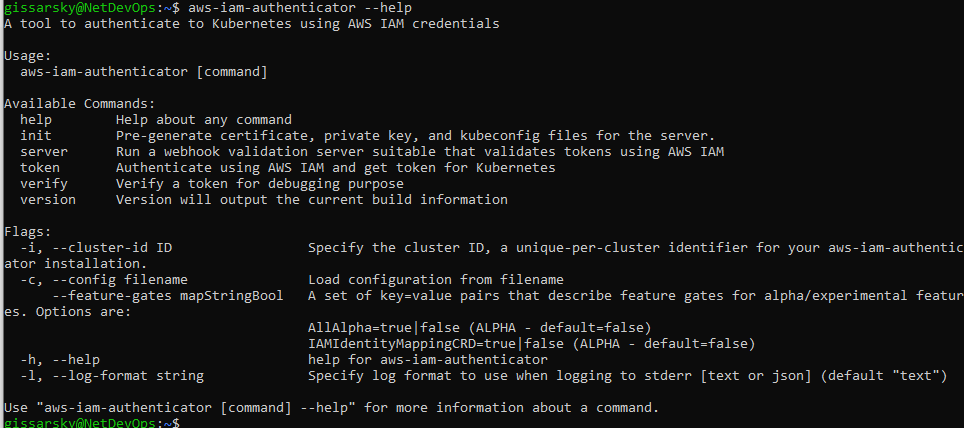 gissarsky@NetDevOps:~$ aws-iam-authenticator --help
A tool to authenticate to Kubernetes using AWS IAM credentials

Usage:
  aws-iam-authenticator [command]

Available Commands:
  help        Help about any command
  init        Pre-generate certificate, private key, and kubeconfig files for the server.
  server      Run a webhook validation server suitable that validates tokens using AWS IAM
  token       Authenticate using AWS IAM and get token for Kubernetes
  verify      Verify a token for debugging purpose
  version     Version will output the current build information

Flags:
  -i, --cluster-id ID                 Specify the cluster ID, a unique-per-cluster identifier for your aws-iam-authentic
ator installation.
  -c, --config filename               Load configuration from filename
      --feature-gates mapStringBool   A set of key=value pairs that describe feature gates for alpha/experimental featur
es. Options are:
                                      AllAlpha=true|false (ALPHA - default=false)
                                      IAMIdentityMappingCRD=true|false (ALPHA - default=false)
  -h, --help                          help for aws-iam-authenticator
  -l, --log-format string             Specify log format to use when logging to stderr [text or json] (default "text")

Use "aws-iam-authenticator [command] --help" for more information about a command.
gissarsky@NetDevOps:~$